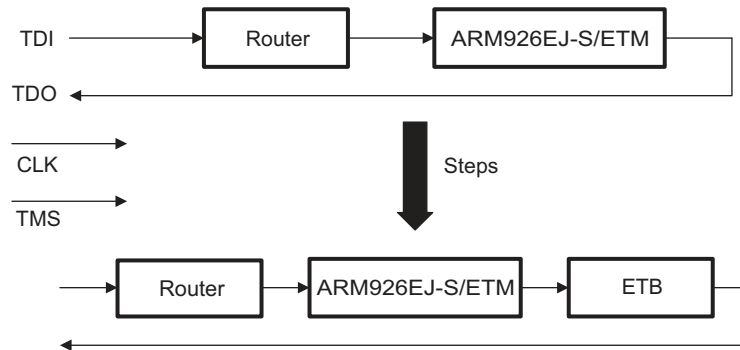 TDI
Router
ARM926EJ-S/ETM
TDO
CLK
Steps
TMS
Router
ARM926EJ-S/ETM
ETB